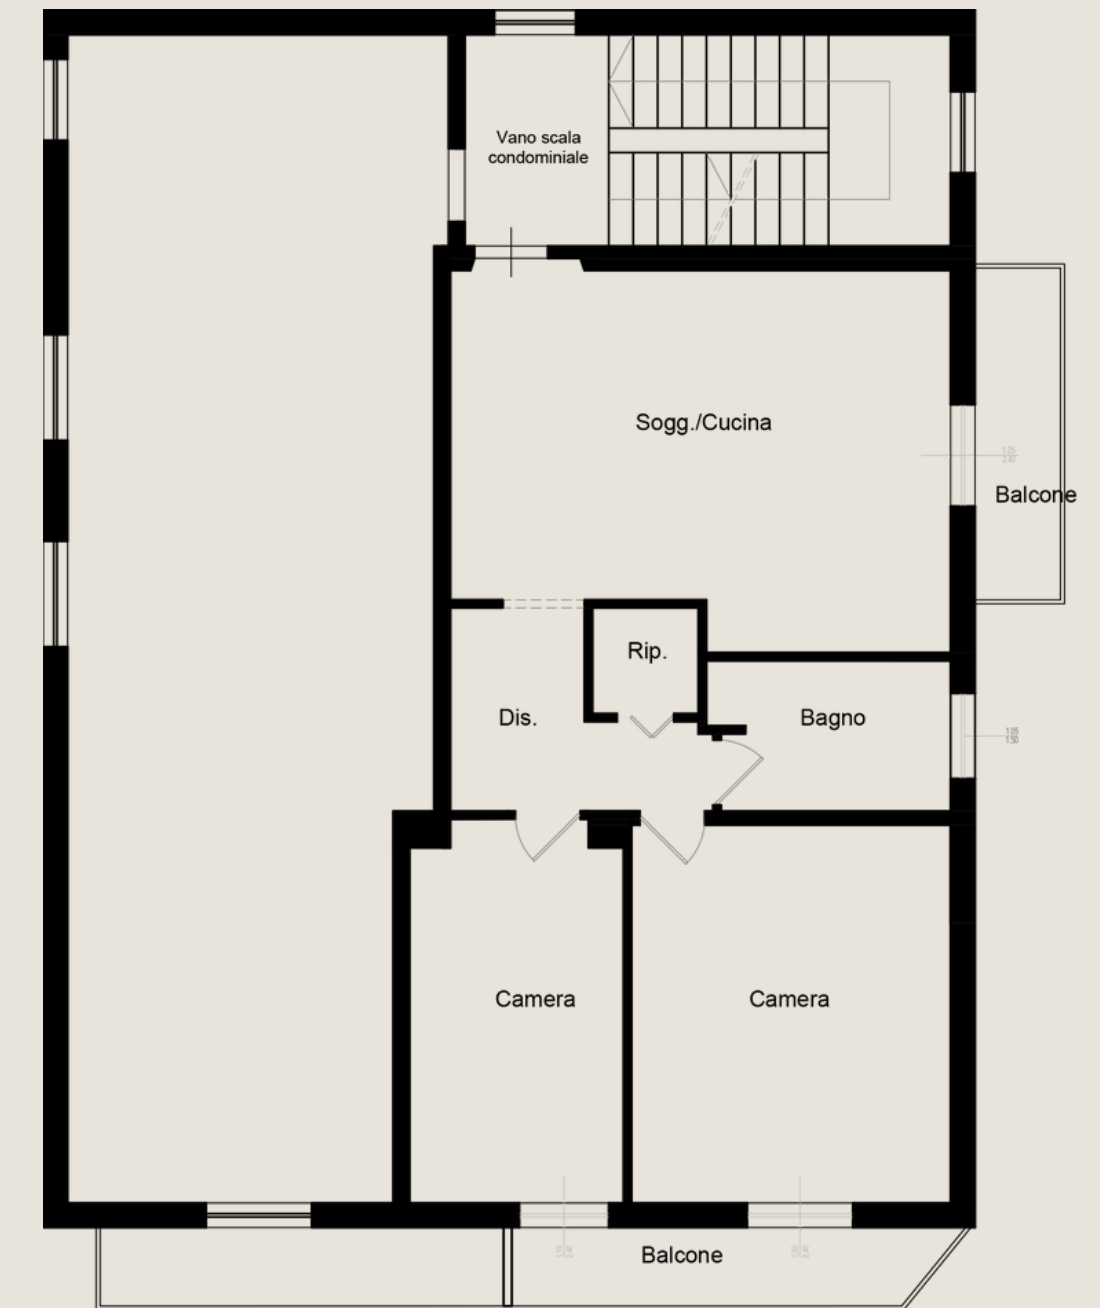 Vano scala
condominiale
Sogg./Cucina
Balcone
Rip.
Dis.
Bagno
Camera
Camera
Balcone